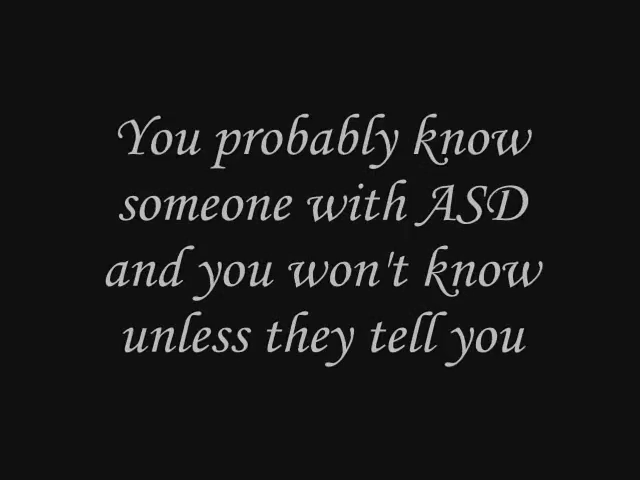 You probably know
someone with ASD
and you won't know
unless they tell you